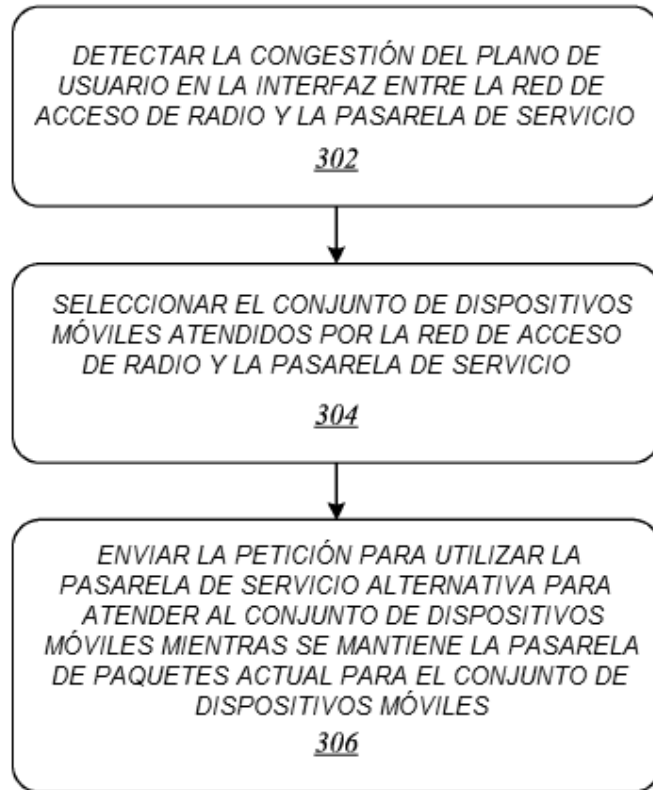 DETECTAR LA CONGESTIÓN DEL PLANO DE
USUARIO EN LA INTERFAZ ENTRE LA RED DE
ACCESO DE RADIO Y LA PASARELA DE SERVICIO
302
SELECCIONAR EL CONJUNTO DE DISPOSITIVOS
MÓVILES ATENDIDOS POR LA RED DE ACCESO
DE RADIO Y LA PASARELA DE SERVICIO
304
ENVIAR LA PETICIÓN PARA UTILIZAR LA
PASARELA DE SERVICIO ALTERNATIVA PARA
ATENDER AL CONJUNTO DE DISPOSITIVOS
MÓVILES MIENTRAS SE MANTIENE LA PASARELA
DE PAQUETES ACTUAL PARA EL CONJUNTO DE
DISPOSITIVOS MÓVILES
306